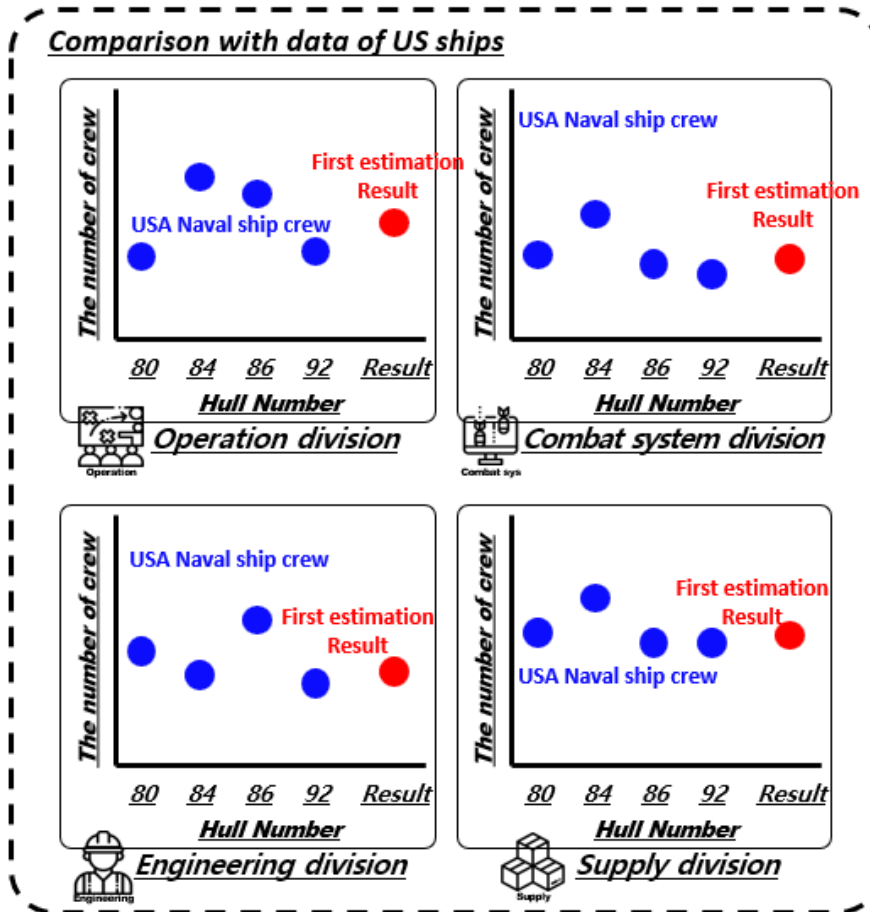 Comparison with data of US ships
The number of crew
First estimation
Result
USA Naval ship crew
80 84 86 92 Result
Hull Number
Operation
Operation division
The number of crew
USA Naval ship crew
First estimation
Result
80 84 86 92 Result
Hull Number
Combat sys
Combat system division
The number of crew
USA Naval ship crew
First estimation
Result
80 84 86 92 Result
Hull Number
Engineering
Engineering division
The number of crew
First estimation
Result
USA Naval ship crew
80 84 86 92 Result
Hull Number
Supply
Supply division